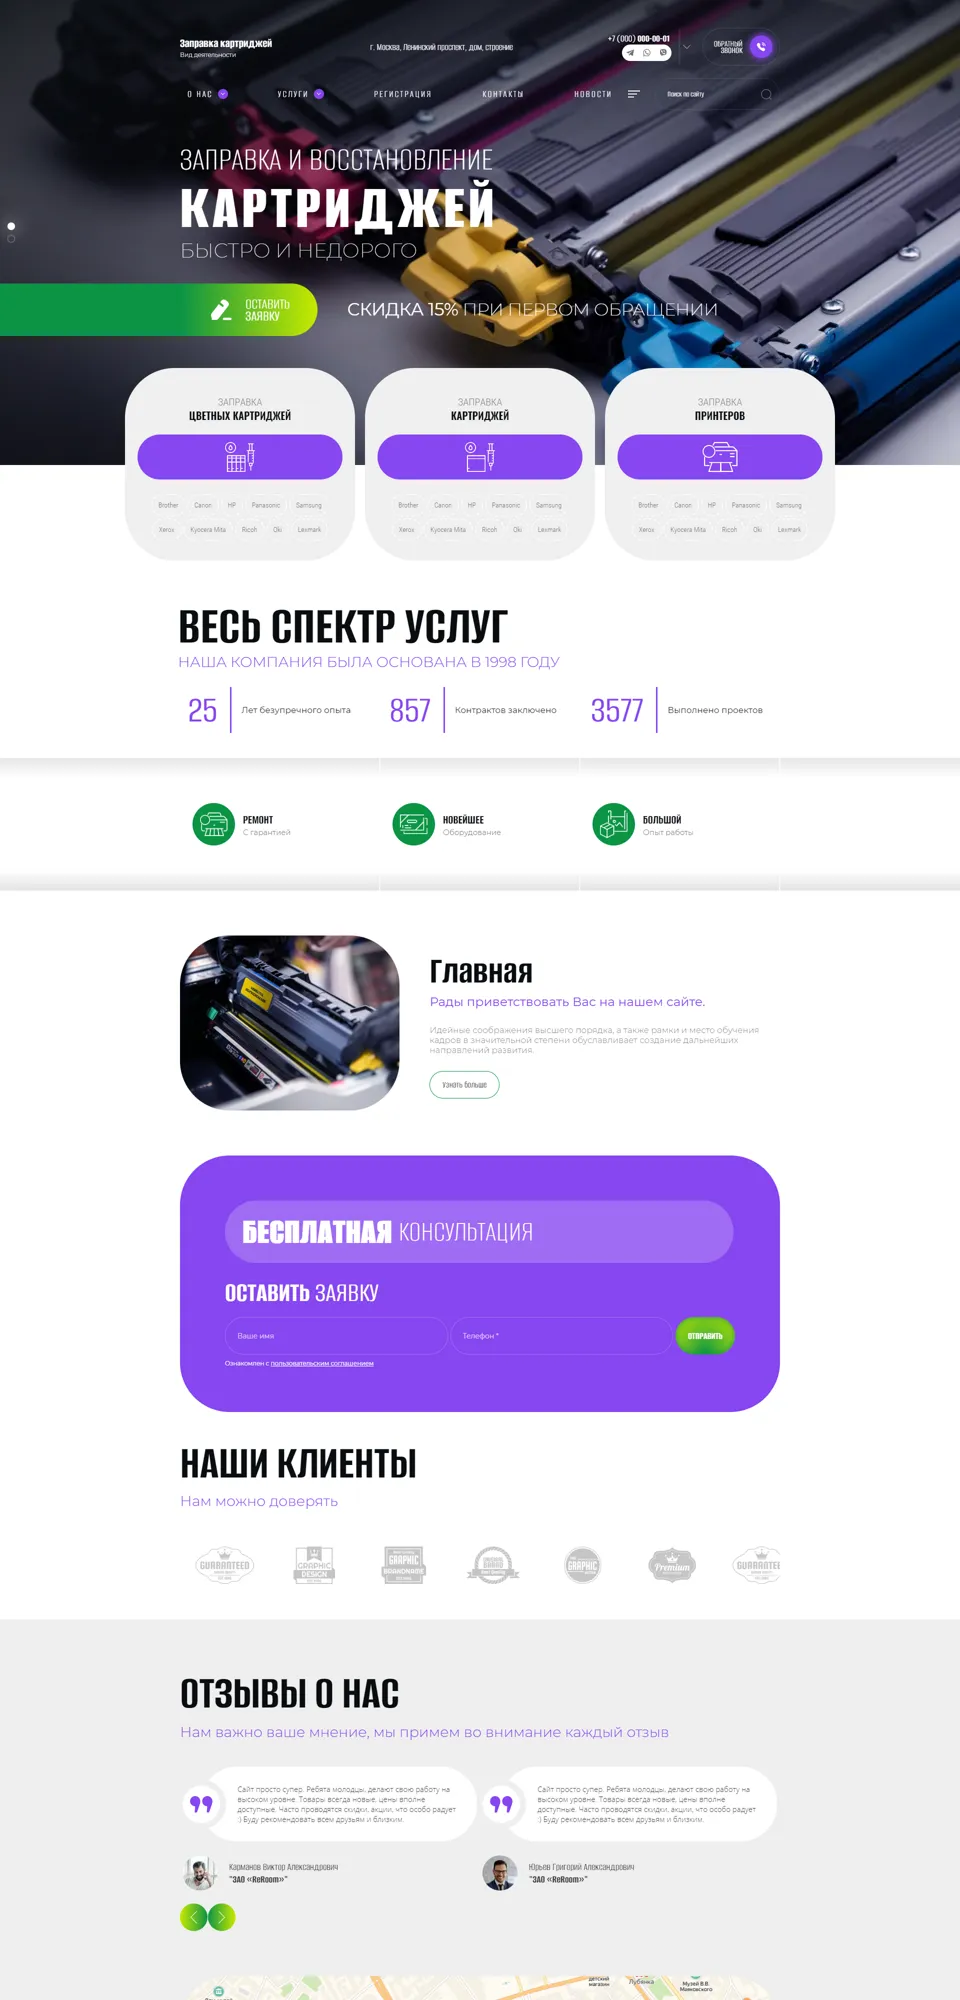 Заправка картриджей
Вид деятельности
г. Москва, Ленинский проспект, дом, строение
+7 (000) 000-00-01
ОБРАТНЫЙ
ЗВОНОК
О НАС
УСЛУГИ
РЕГИСТРАЦИЯ
КОНТАКТЫ
НОВОСТИ
Поиск по сайту
ЗАПРАВКА И ВОССТАНОВЛЕНИЕ
КАРТРИДЖЕЙ
БЫСТРО И НЕДОРОГО
ОСТАВИТЬ
ЗАЯВКУ
СКИДКА 15% ПРИ ПЕРВОМ ОБРАЩЕНИИ
ЗАПРАВКА
ЦВЕТНЫХ КАРТРИДЖЕЙ
Brother Canon HP Panasonic Samsung
Xerox Kyocera Mita Ricoh Oki Lexmark
ЗАПРАВКА
КАРТРИДЖЕЙ
Brother Canon HP Panasonic Samsung
Xerox Kyocera Mita Ricoh Oki Lexmark
ЗАПРАВКА
ПРИНТЕРОВ
Brother Canon HP Panasonic Samsung
Xerox Kyocera Mita Ricoh Oki Lexmark
ВЕСЬ СПЕКТР УСЛУГ
НАША КОМПАНИЯ БЫЛА ОСНОВАНА В 1998 ГОДУ
25 Лет безупречного опыта
857 Контрактов заключено
3577 Выполнено проектов
РЕМОНТ
С гарантией
НОВЕЙШЕЕ
Оборудование
БОЛЬШОЙ
Опыт работы
Главная
Рады приветствовать Вас на нашем сайте.
Идейные соображения высшего порядка, а также рамки и место обучения
кадров в значительной степени обуславливает создание дальнейших
направлений развития.
Узнать больше
БЕСПЛАТНАЯ КОНСУЛЬТАЦИЯ
ОСТАВИТЬ ЗАЯВКУ
Ваше имя
Телефон *
ОТПРАВИТЬ
Ознакомлен с пользовательским соглашением
НАШИ КЛИЕНТЫ
Нам можно доверять
GUARANTEED
GRAPHIC
DESIGN
GRAPHIC
BRANDNAME
GRAPHIC
Premium
GUARANTEE
ОТЗЫВЫ О НАС
Нам важно ваше мнение, мы примем во внимание каждый отзыв
Сайт просто супер. Ребята молодцы, делают свою работу на
высоком уровне. Товары всегда новые, цены вполне
доступные. Часто проводятся скидки, акции, что особо радует
:) Буду рекомендовать всем друзьям и близким.
Карманов Виктор Александрович
"ЗАО «ReRoom»"
Сайт просто супер. Ребята молодцы, делают свою работу на
высоком уровне. Товары всегда новые, цены вполне
доступные. Часто проводятся скидки, акции, что особо радует
:) Буду рекомендовать всем друзьям и близким.
Юрьев Григорий Александрович
"ЗАО «ReRoom»"
детский
магазин
Лубянка
Музей В.В.
Маяковского